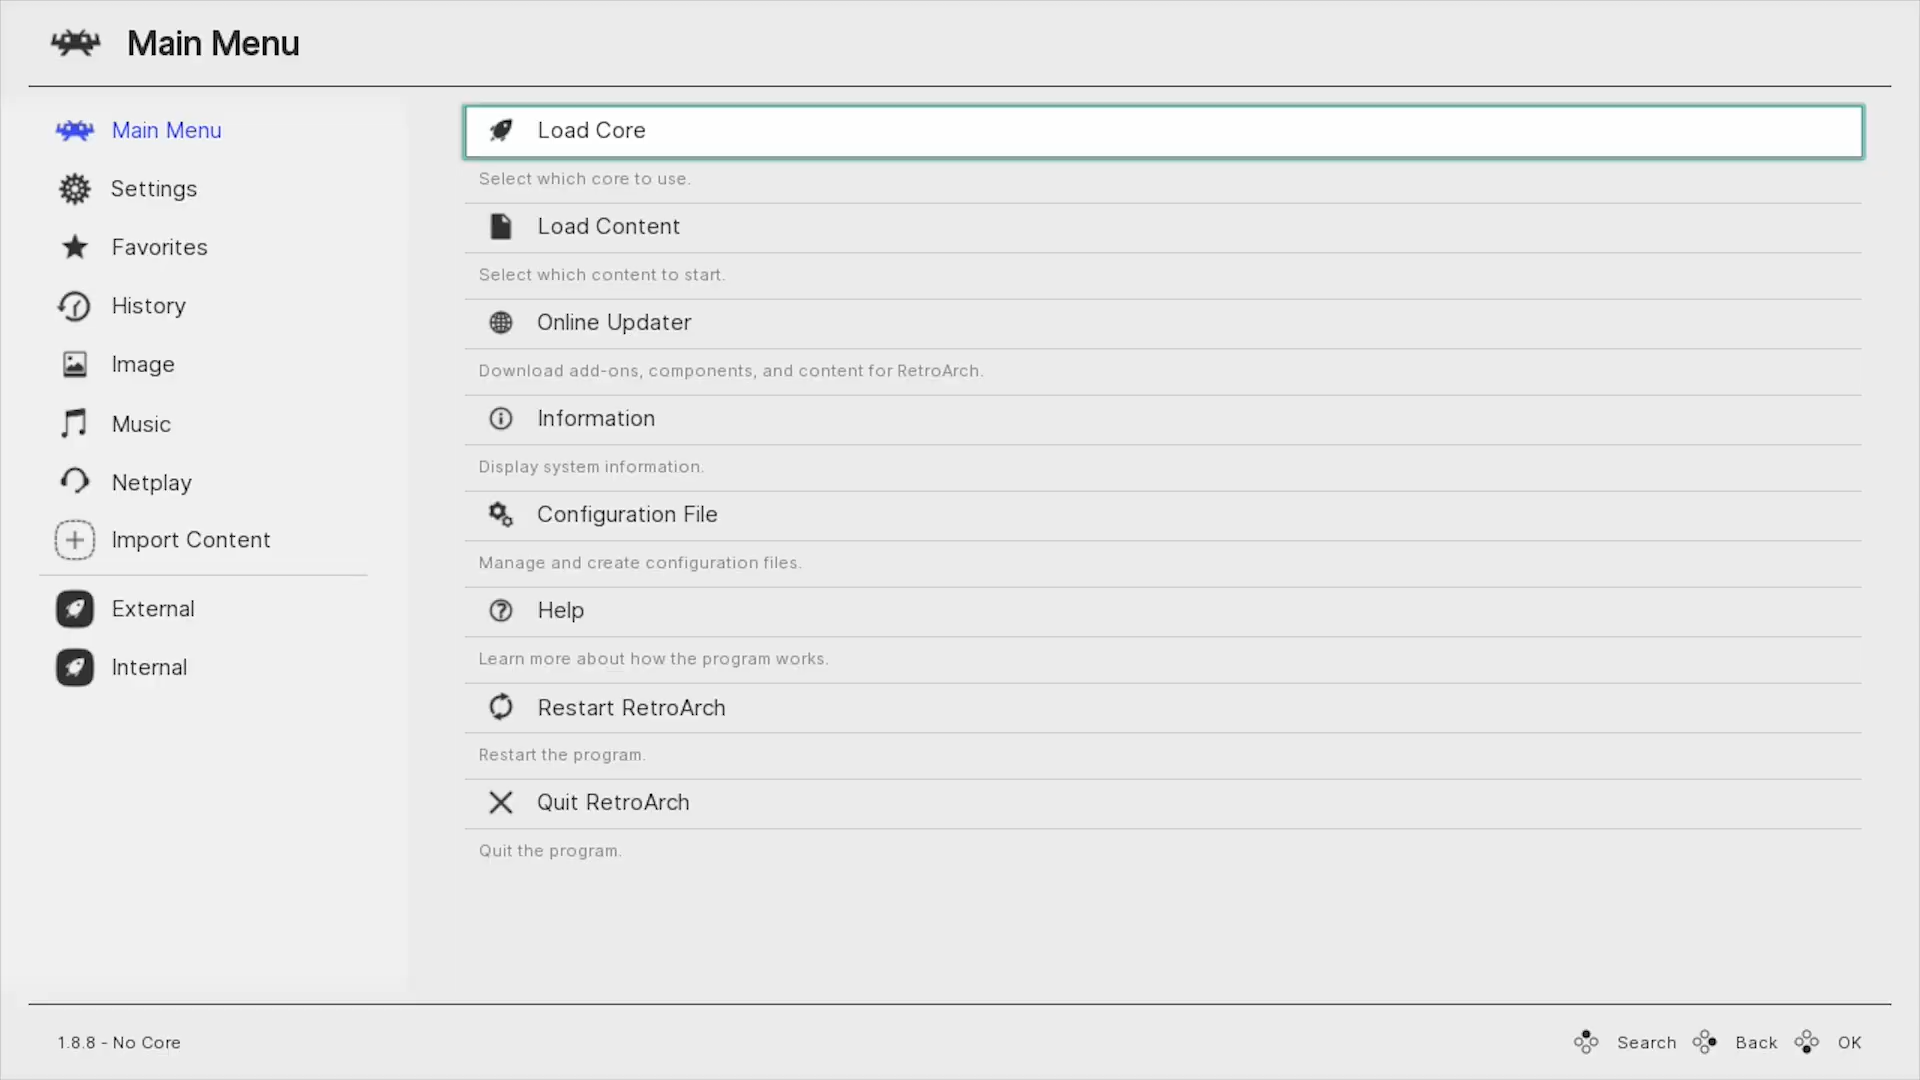 Main Menu
Main Menu
Settings
Favorites
History
Image
Music
Netplay
Import Content
External
Internal
Load Core
Select which core to use.
Load Content
Select which content to start.
Online Updater
Download add-ons, components, and content for RetroArch.
Information
Display system information.
Configuration File
Manage and create configuration files.
Help
Learn more about how the program works.
Restart RetroArch
Restart the program.
Quit RetroArch
Quit the program.
1.8.8 - No Core
Search Back OK